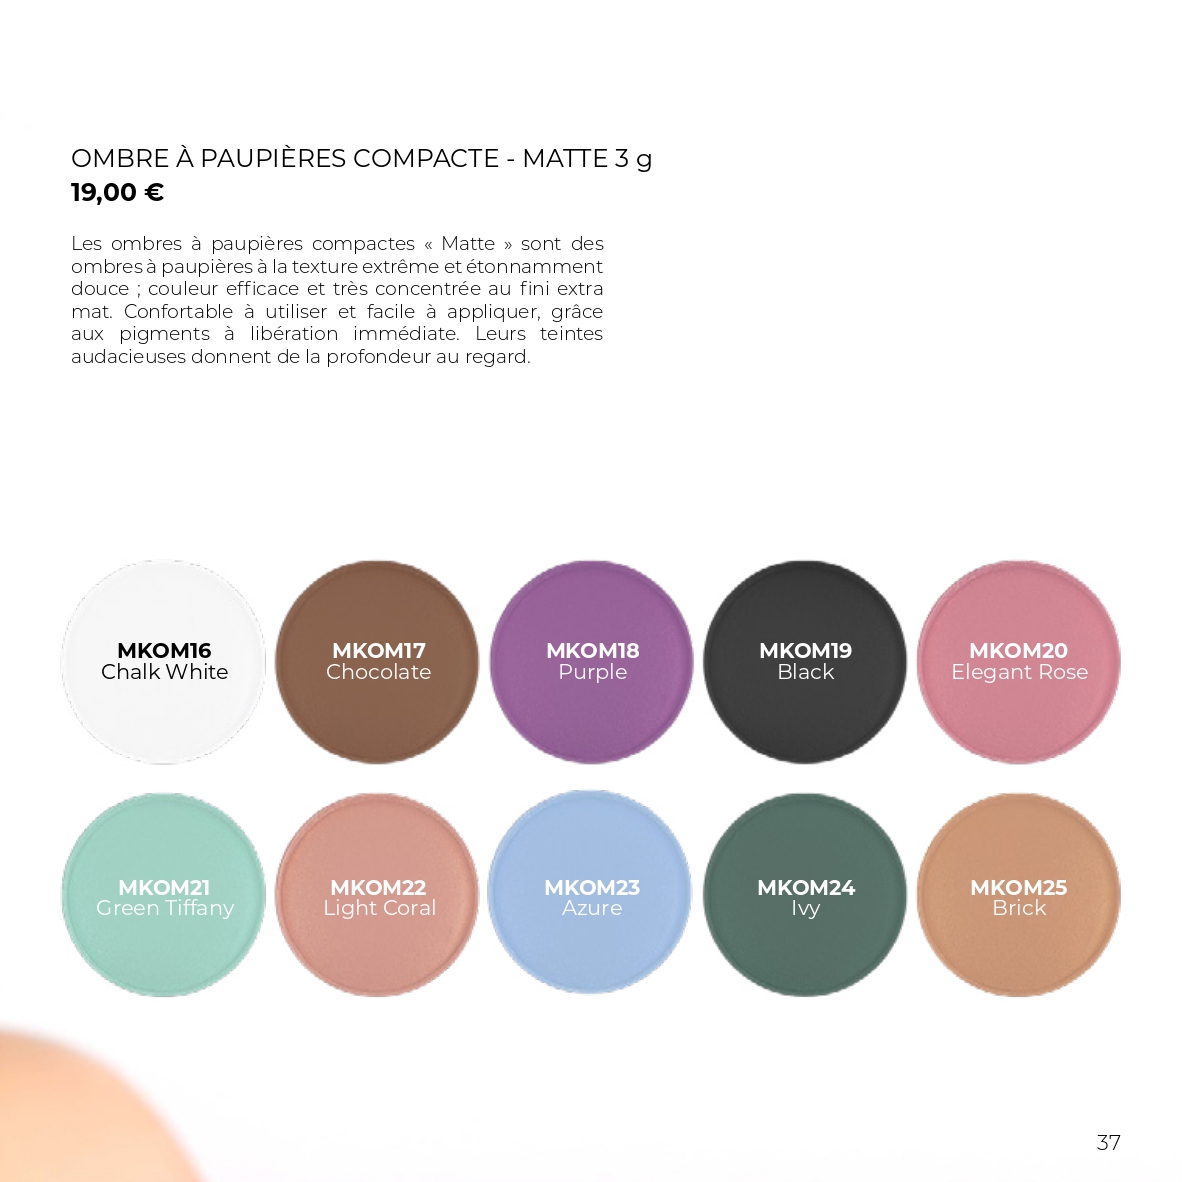 OMBRE À PAUPIÈRES COMPACTE - MATTE 3 g
19,00 €
Les ombres à paupières compactes « Matte » sont des
ombres à paupières à la texture extrême et étonnamment
douce ; couleur efficace et très concentrée au fini extra
mat. Confortable à utiliser et facile à appliquer, grâce
aux pigments à libération immédiate. Leurs teintes
audacieuses donnent de la profondeur au regard.
MKOM16
Chalk White
MKOM17
Chocolate
MKOM18
Purple
MKOM19
Black
MKOM20
Elegant Rose
MKOM21
Green Tiffany
MKOM22
Light Coral
MKOM23
Azure
MKOM24
Ivy
MKOM25
Brick
37